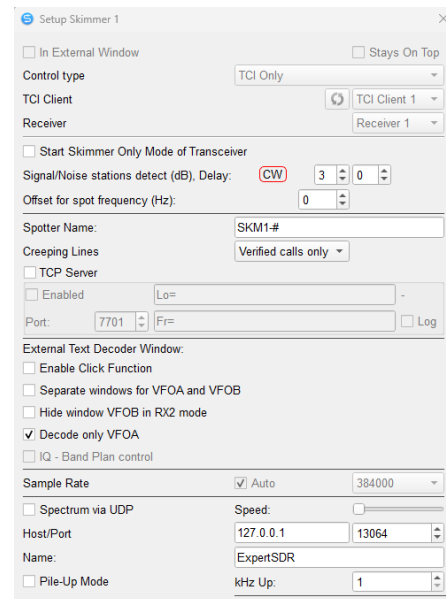 Setup Skimmer 1
In External Window Stays On Top
Control type TCI Only
TCI Client TCI Client 1
Receiver Receiver 1
Start Skimmer Only Mode of Transceiver
Signal/Noise stations detect (dB), Delay: CW 3 0
Offset for spot frequency (Hz): 0
Spotter Name: SKM1-#
Creeping Lines Verified calls only
TCP Server
Enabled Lo= -
Port: 7701 Fr= Log
External Text Decoder Window:
Enable Click Function
Separate windows for VFOA and VFOB
Hide window VFOB in RX2 mode
Decode only VFOA
IQ - Band Plan control
Sample Rate Auto 384000
Spectrum via UDP Speed:
Host/Port 127.0.0.1 13064
Name: ExpertSDR
Pile-Up Mode kHz Up: 1